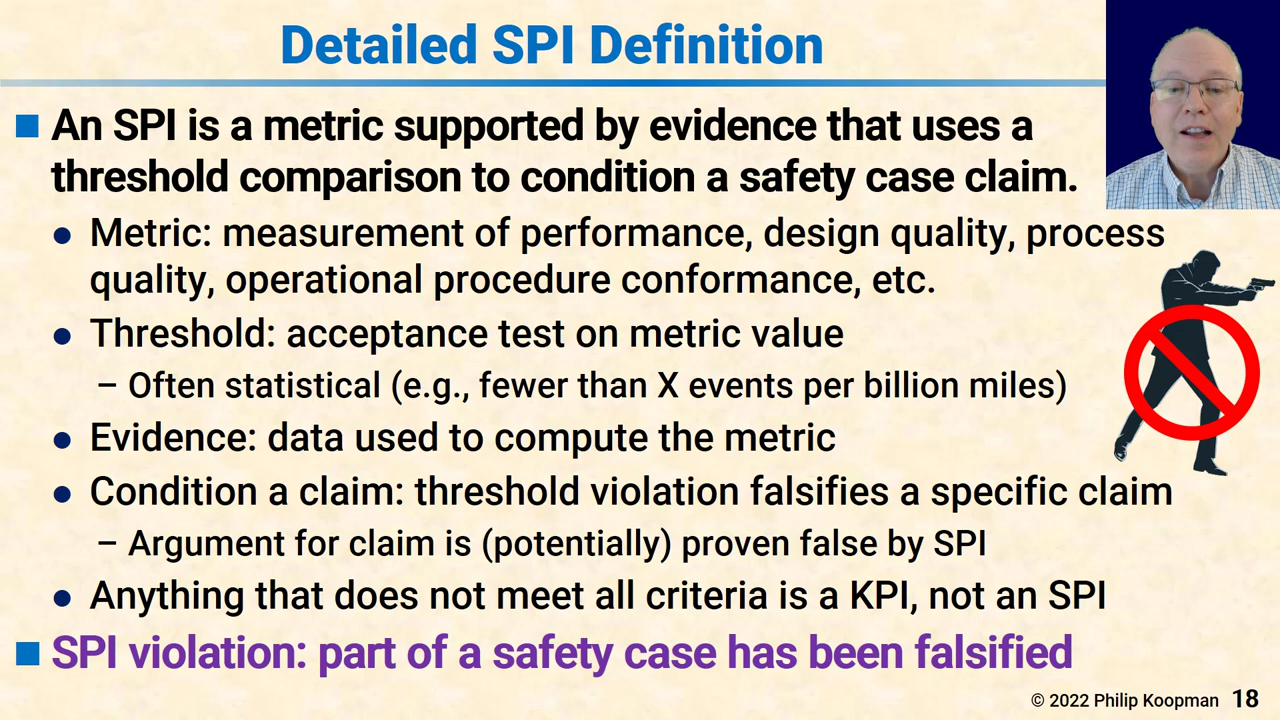 Detailed SPI Definition
An SPI is a metric supported by evidence that uses a
threshold comparison to condition a safety case claim.
Metric: measurement of performance, design quality, process
quality, operational procedure conformance, etc.
Threshold: acceptance test on metric value
– Often statistical (e.g., fewer than X events per billion miles)
Evidence: data used to compute the metric
Condition a claim: threshold violation falsifies a specific claim
– Argument for claim is (potentially) proven false by SPI
Anything that does not meet all criteria is a KPI, not an SPI
SPI violation: part of a safety case has been falsified
© 2022 Philip Koopman 18